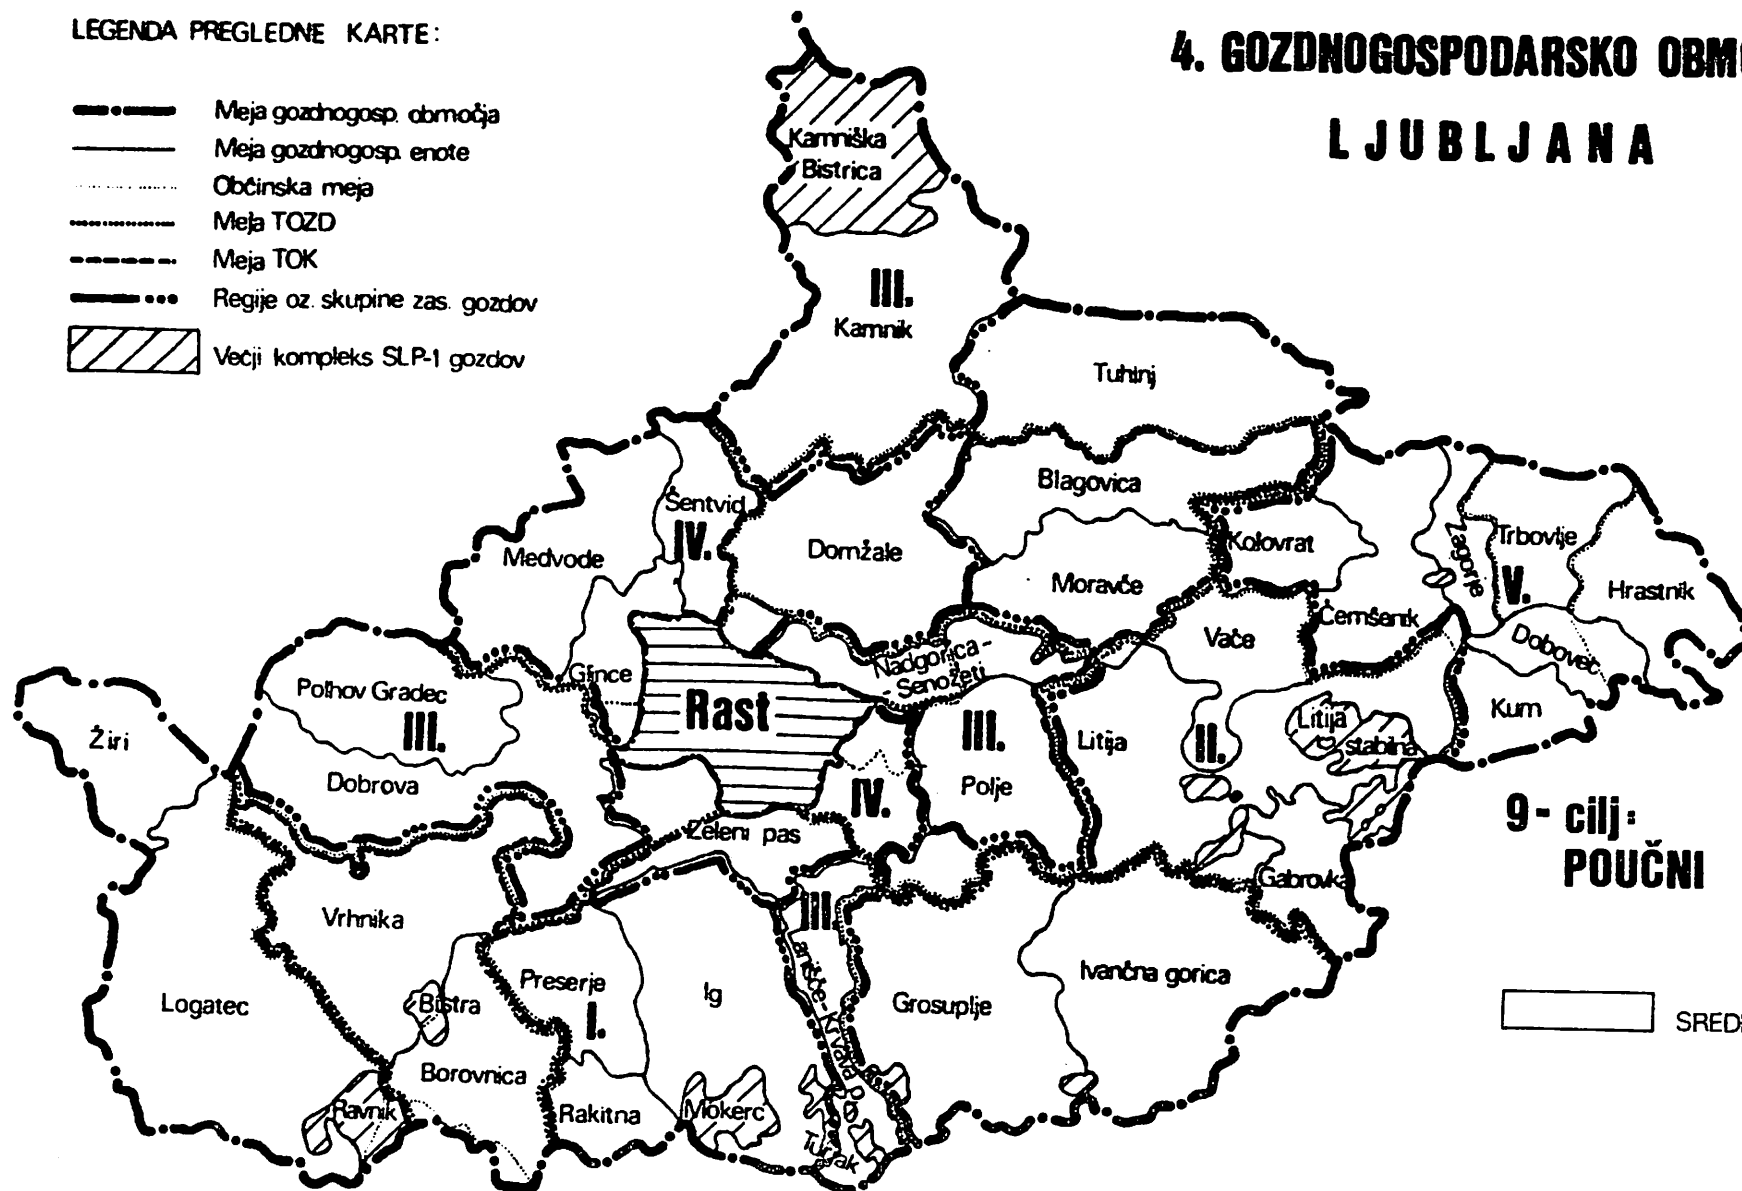 LEGENDA PREGLEDNE KARTE:
Meja gozdnogosp. območja
Meja gozdnogosp. enote
Občinska meja
Meja TOZD
Meja TOK
Regije oz. skupine zas. gozdov
Večji kompleks SLP-1 gozdov
4. GOZDNOGOSPODARSKO
LJUBLJANA
Kamniška
Bistrica
III.
Kamnik
Tuhinj
Blagovica
Šentvid
IV.
Medvode
Domžale
Kolovrat
Moravče
Zagorje
Trbovlje
V.
Hrastnik
Čemšenik
Vače
Dobovec
Nadgorica-
-Senožeti
Glince
Polhov Gradec
III.
Rast
III.
Žiri
Litija
II.
Litija
stabilna
Kum
Dobrova
IV.
Polje
Zeleni pas
9- cilj:
POUČNI
Gabrovka
III.
Vrhnika
Preserje
Ig
Ivančna gorica
Grosuplje
Logatec
Bistra
I.
Borovnica
Ravnik
Rakitna
Mokerc
Turjak